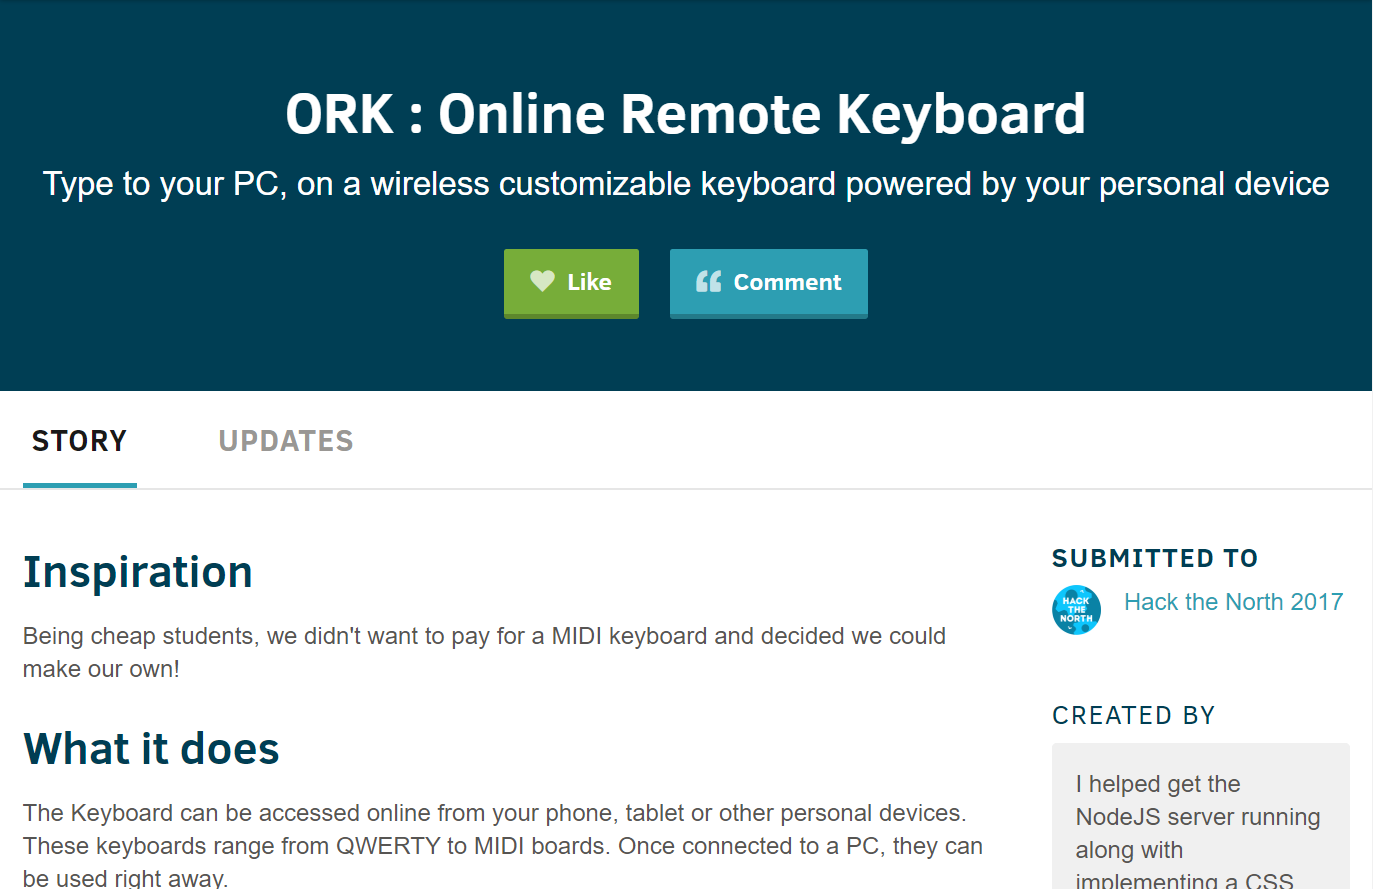 ORK : Online Remote Keyboard
Type to your PC, on a wireless customizable keyboard powered by your personal device
Like
Comment
STORY
UPDATES
Inspiration
Being cheap students, we didn't want to pay for a MIDI keyboard and decided we could
make our own!
What it does
The Keyboard can be accessed online from your phone, tablet or other personal devices.
These keyboards range from QWERTY to MIDI boards. Once connected to a PC, they can
be used right away.
SUBMITTED TO
HACK
THE
NORTH
Hack the North 2017
CREATED BY
I helped get the
NodeJS server running
along with
implementing a CSS